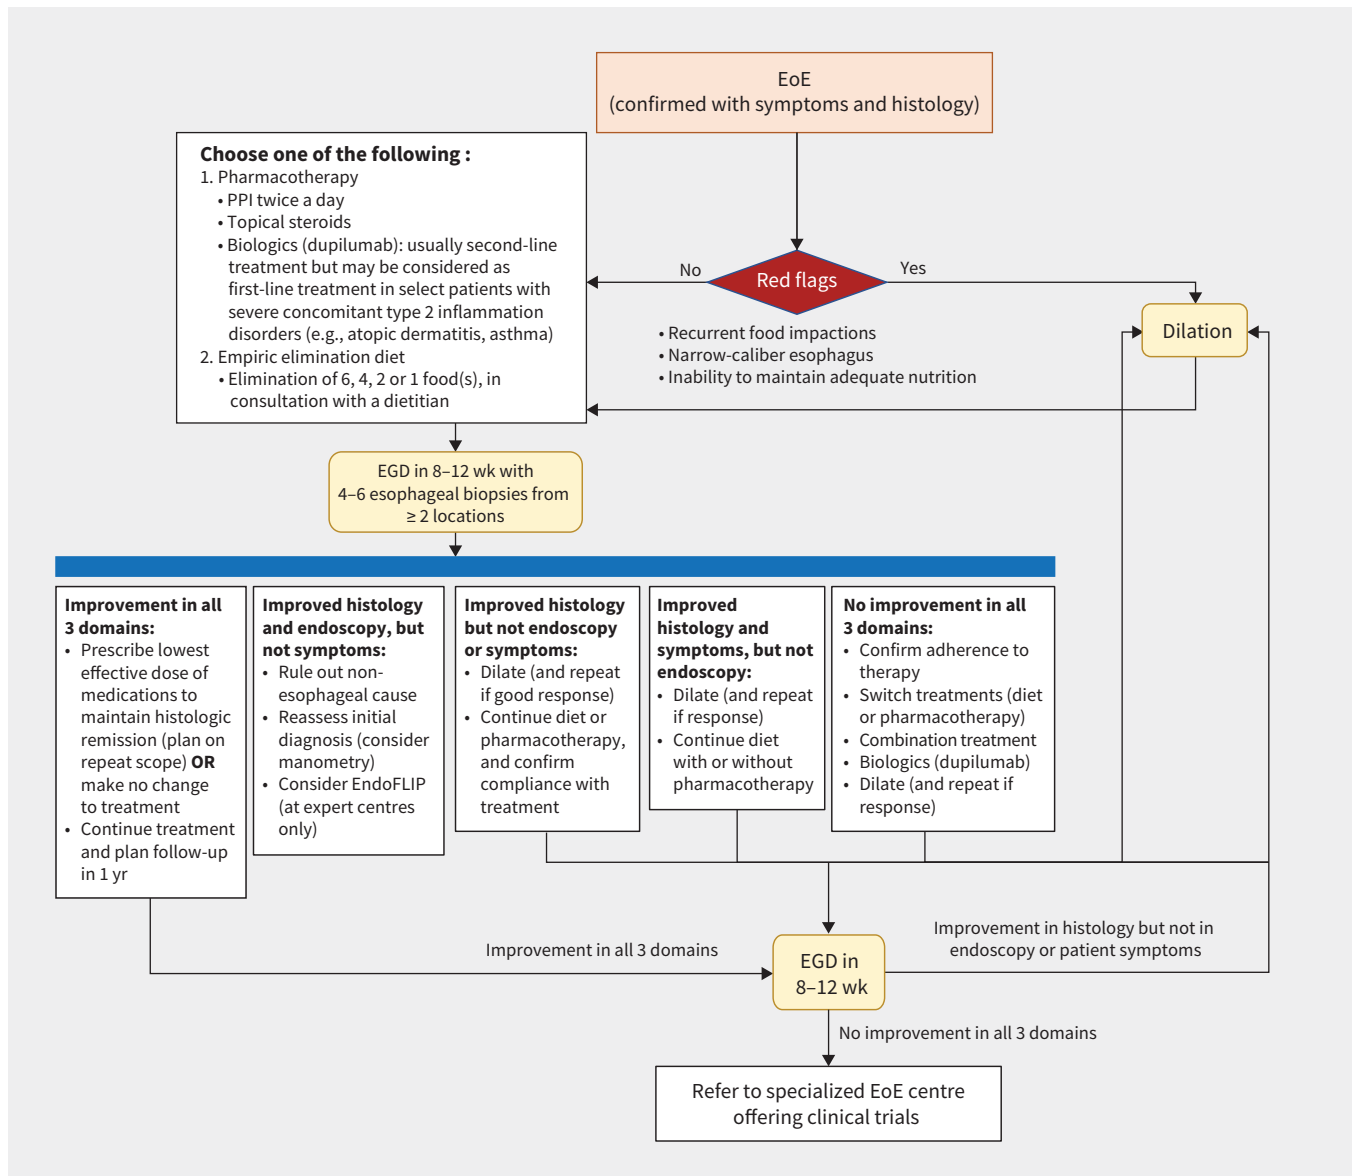 EoE
(confirmed with symptoms and histology)
Choose one of the following :
1. Pharmacotherapy
• PPI twice a day
• Topical steroids
• Biologics (dupilumab): usually second-line
treatment but may be considered as
first-line treatment in select patients with
severe concomitant type 2 inflammation
disorders (e.g., atopic dermatitis, asthma)
2. Empiric elimination diet
• Elimination of 6, 4, 2 or 1 food(s), in
consultation with a dietitian
No
Red flags
Yes
• Recurrent food impactions
• Narrow-caliber esophagus
• Inability to maintain adequate nutrition
Dilation
EGD in 8–12 wk with
4–6 esophageal biopsies from
≥ 2 locations
Improvement in all
3 domains:
• Prescribe lowest
effective dose of
medications to
maintain histologic
remission (plan on
repeat scope) OR
make no change
to treatment
• Continue treatment
and plan follow-up
in 1 yr
Improved histology
and endoscopy, but
not symptoms:
• Rule out non-
esophageal cause
• Reassess initial
diagnosis (consider
manometry)
• Consider EndoFLIP
(at expert centres
only)
Improved histology
but not endoscopy
or symptoms:
• Dilate (and repeat
if good response)
• Continue diet or
pharmacotherapy,
and confirm
compliance with
treatment
Improved
histology and
symptoms, but not
endoscopy:
• Dilate (and repeat
if response)
• Continue diet
with or without
pharmacotherapy
No improvement in all
3 domains:
• Confirm adherence to
therapy
• Switch treatments (diet
or pharmacotherapy)
• Combination treatment
• Biologics (dupilumab)
• Dilate (and repeat if
response)
Improvement in all 3 domains
EGD in
8–12 wk
Improvement in histology but not in
endoscopy or patient symptoms
No improvement in all 3 domains
Refer to specialized EoE centre
offering clinical trials